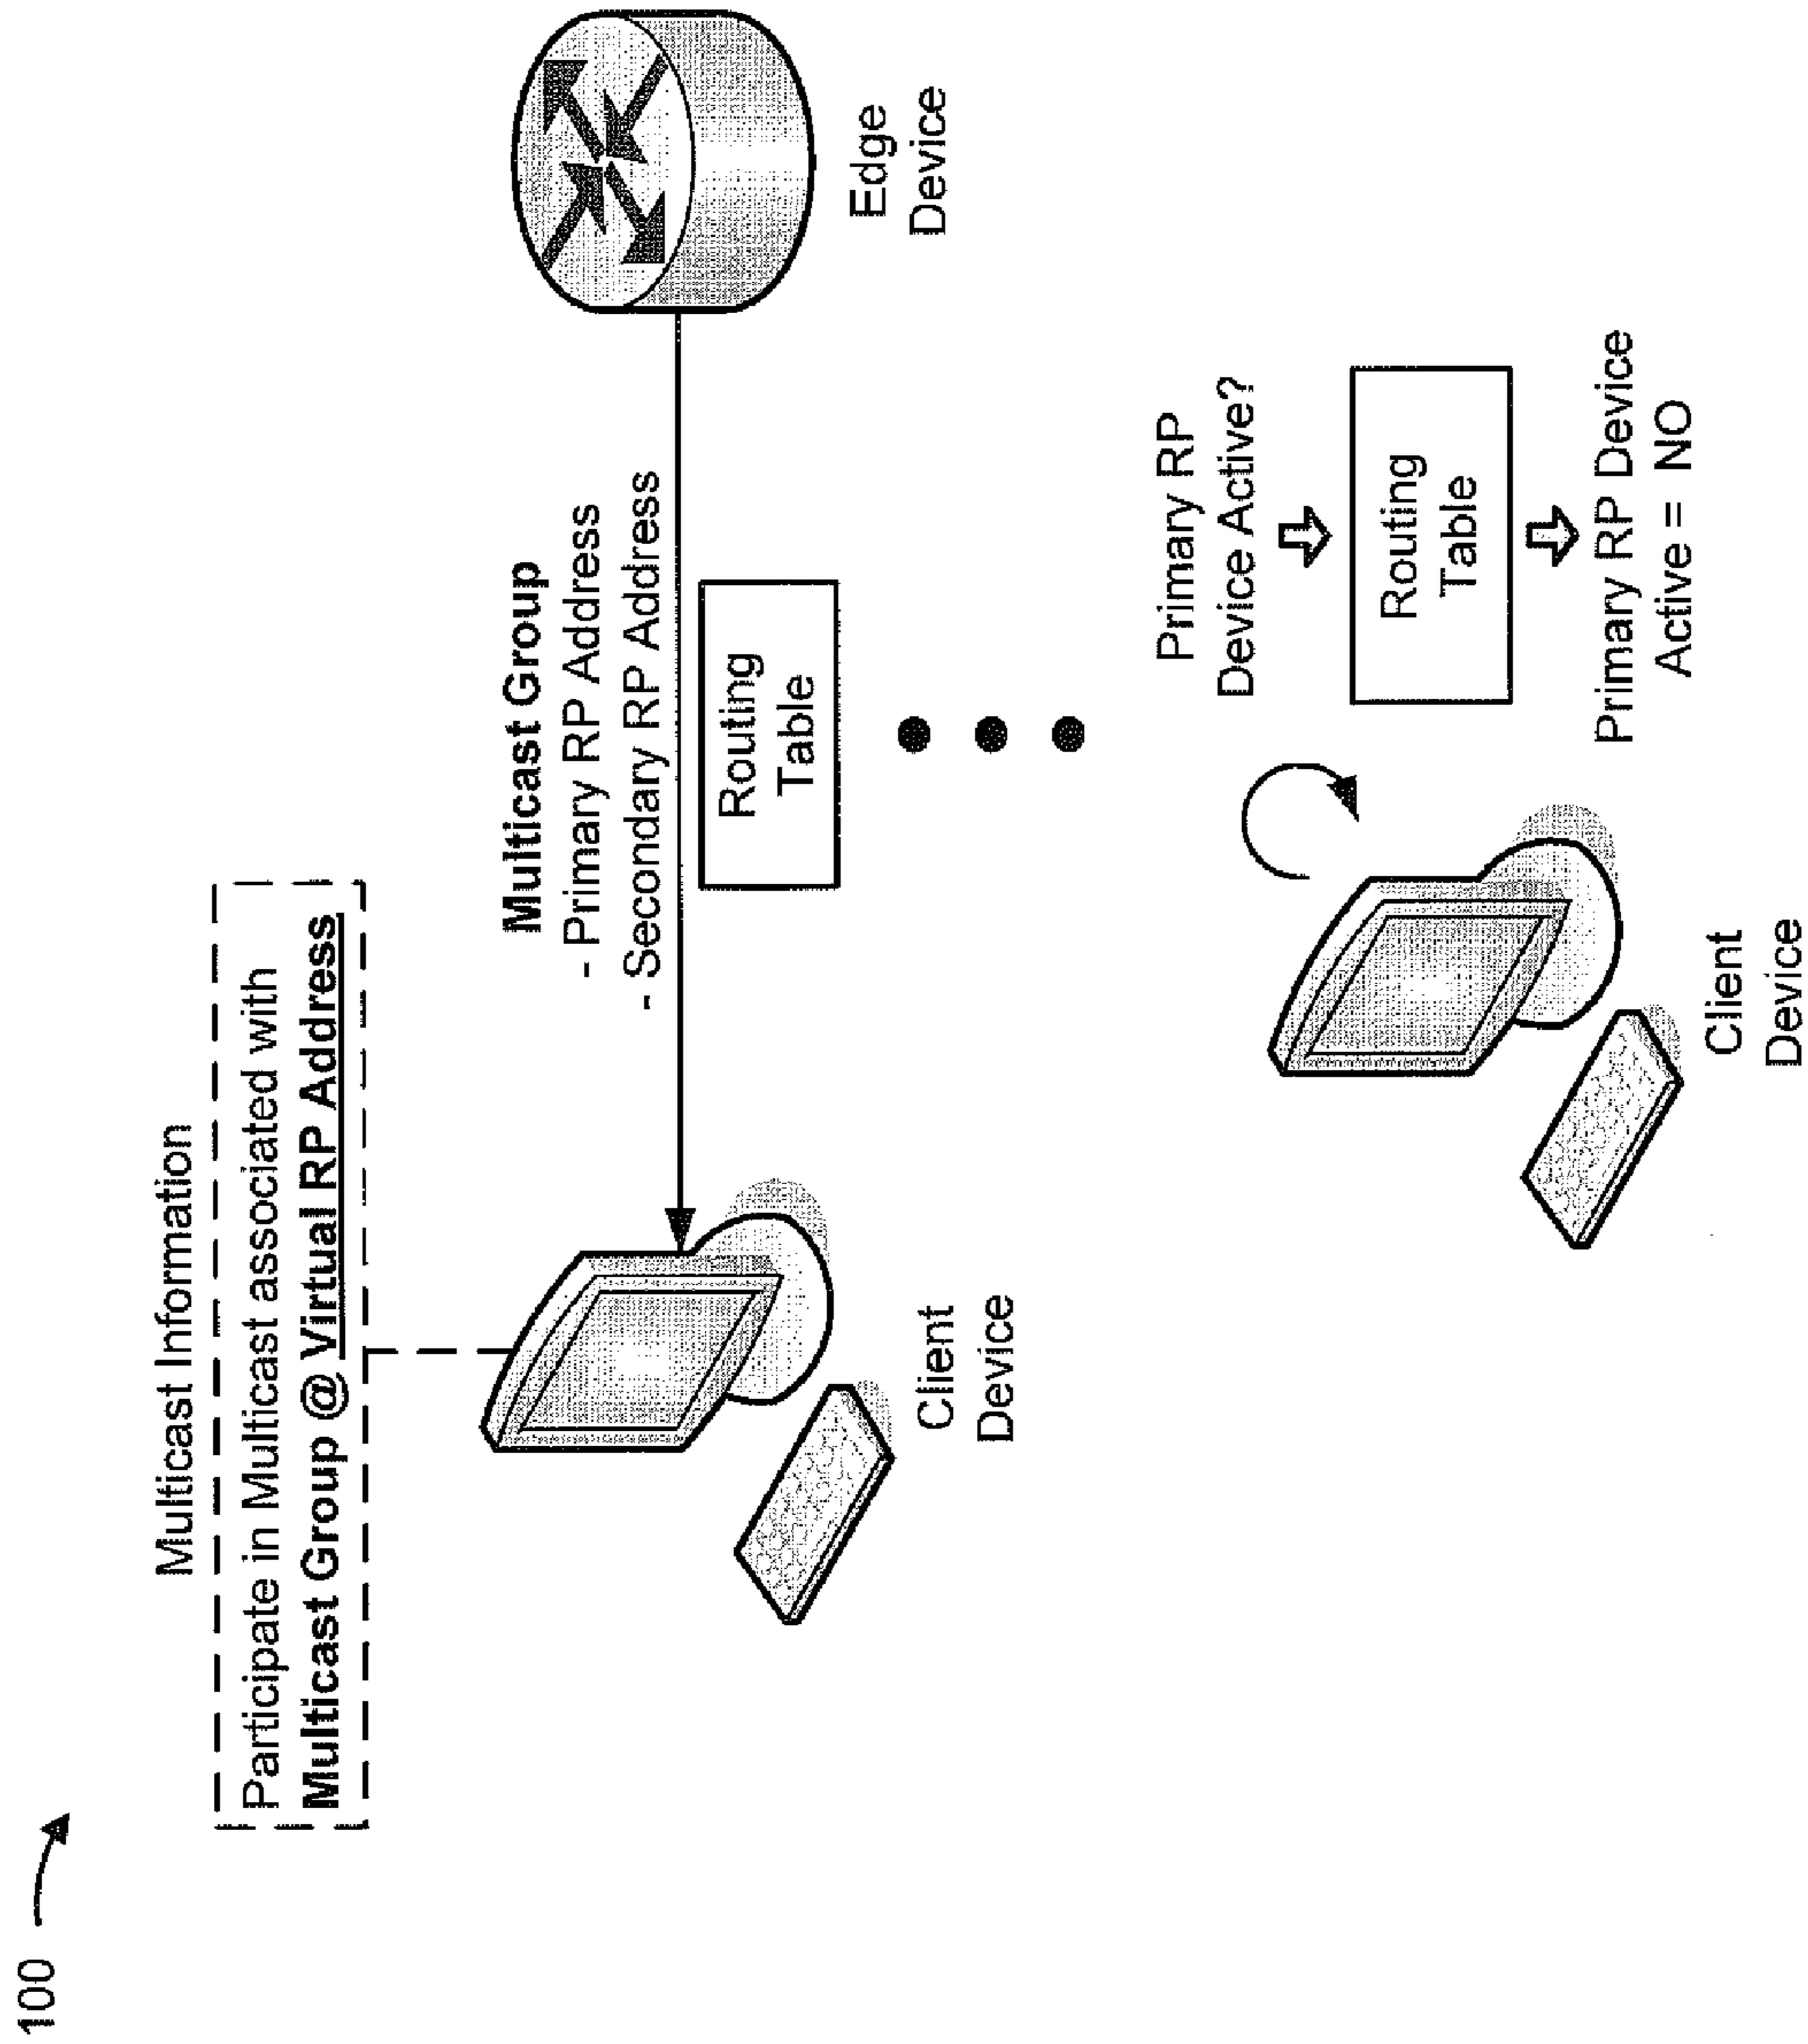 100
Multicast Information
Participate in Multicast associated with
Multicast Group @ Virtual RP Address
Multicast Group
- Primary RP Address
- Secondary RP Address
Routing
Table
Client
Device
Edge
Device
Primary RP
Device Active?
Routing
Table
Primary RP Device
Active = NO
Client
Device